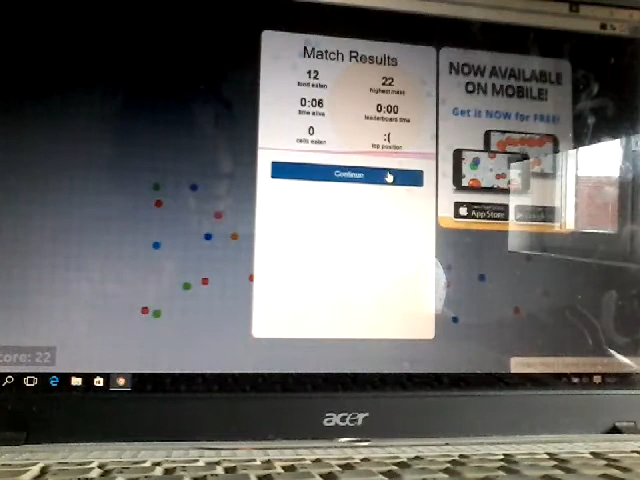 Match Results
12
food eaten
22
highest mass
0:06
time alive
0:00
leaderboard time
0
cells eaten
:(
top position
Continue
NOW AVAILABLE
ON MOBILE!
Get it NOW for FREE!
App Store
core: 22
acer